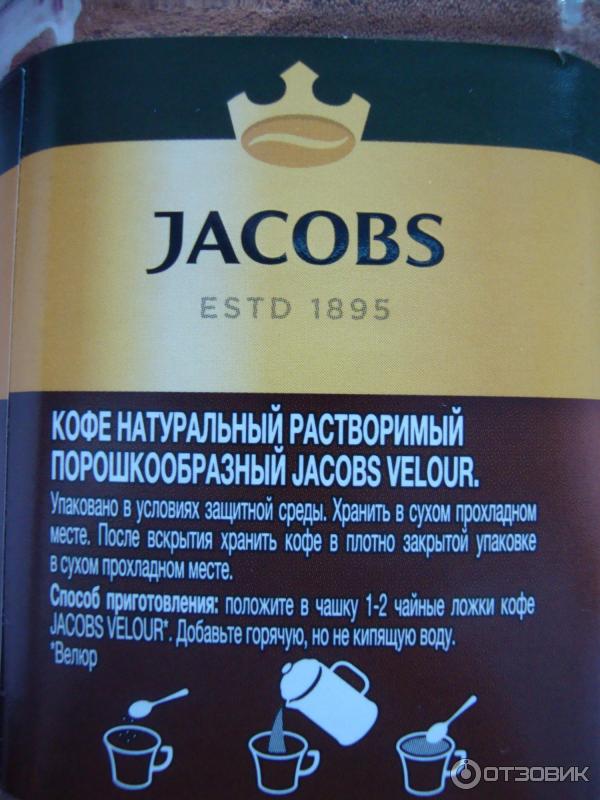 JACOBS
ESTD 1895
КОФЕ НАТУРАЛЬНЫЙ РАСТВОРИМЫЙ
ПОРОШКООБРАЗНЫЙ JACOBS VELOUR.
Упаковано в условиях защитной среды. Хранить в сухом прохладном
месте. После вскрытия хранить кофе в плотно закрытой упаковке
в сухом прохладном месте.
Способ приготовления: положите в чашку 1-2 чайные ложки кофе
JACOBS VELOUR*. Добавьте горячую, но не кипящую воду.
*Велюр
ОТЗОВИК